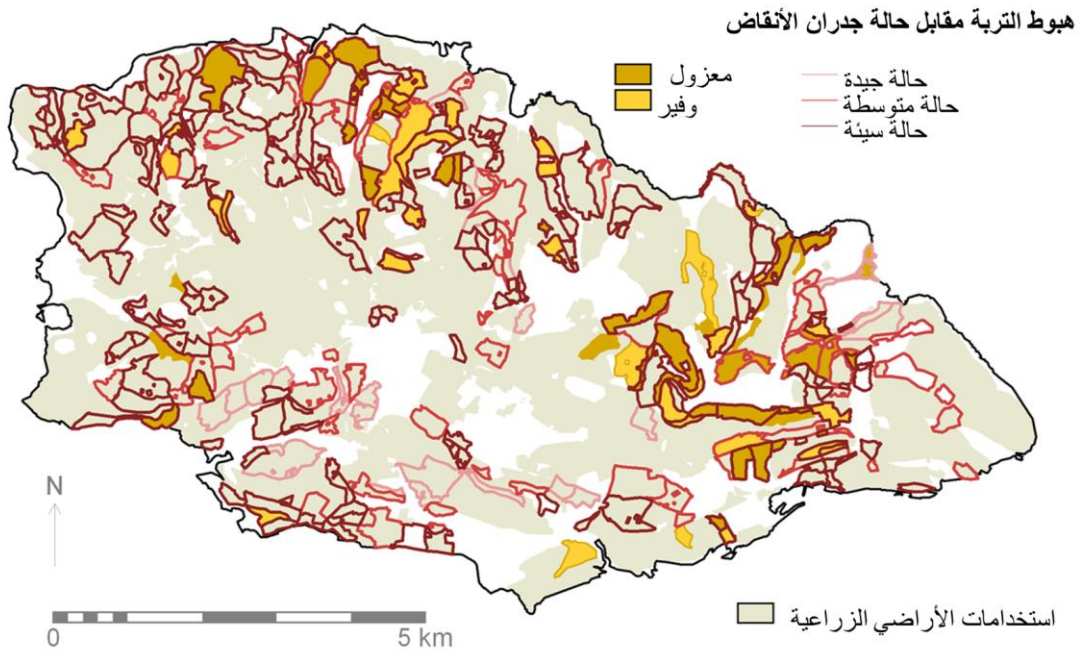 هبوط التربة مقابل حالة جدران الأنقاض
معزول
وفير
حالة جيدة
حالة متوسطة
حالة سيئة
N
0 5 km
استخدامات الأراضي الزراعية